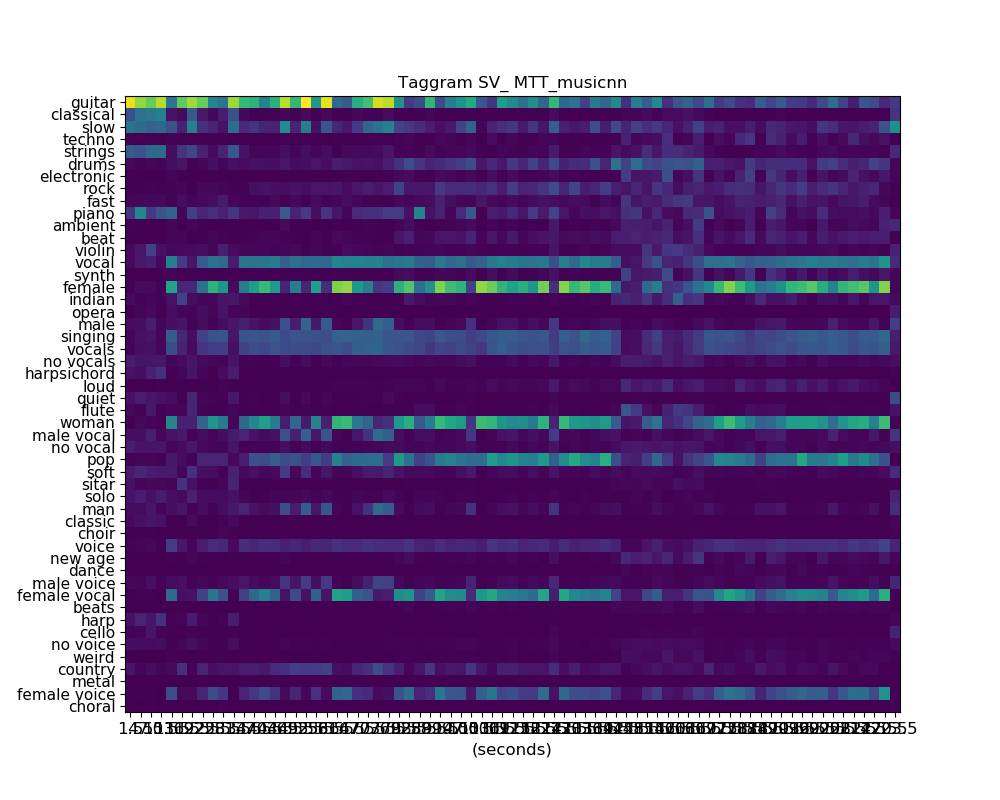 Taggram SV_ MTT_musicnn
guitar
classical
slow
techno
strings
drums
electronic
rock
fast
piano
ambient
beat
violin
vocal
synth
female
indian
opera
male
singing
vocals
no vocals
harpsichord
loud
quiet
flute
woman
male vocal
no vocal
pop
soft
sitar
solo
man
classic
choir
voice
new age
dance
male voice
female vocal
beats
harp
cello
no voice
weird
country
metal
female voice
choral
(seconds)